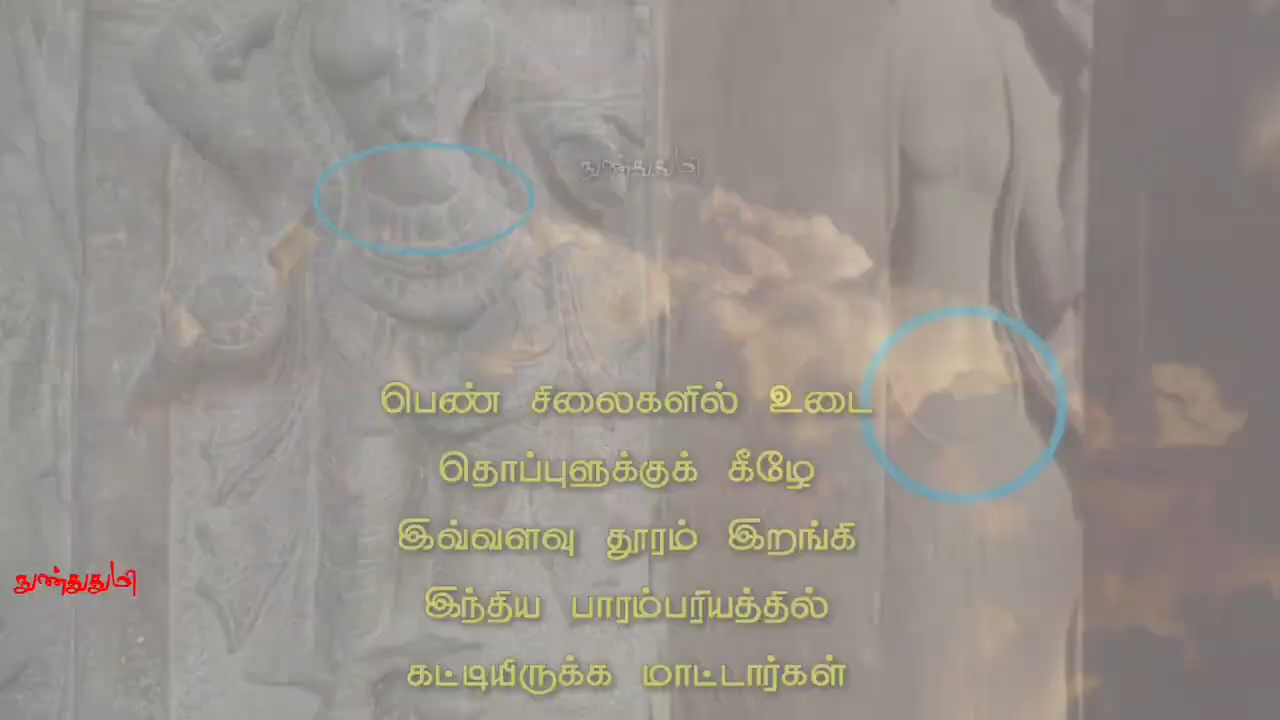 நுண்துதுமி
பெண் சிலைகளில் உடை
தொப்புளுக்குக் கீழே
இவ்வளவு தூரம் இறங்கி
இந்திய பாரம்பரியத்தில்
கட்டியிருக்க மாட்டார்கள்